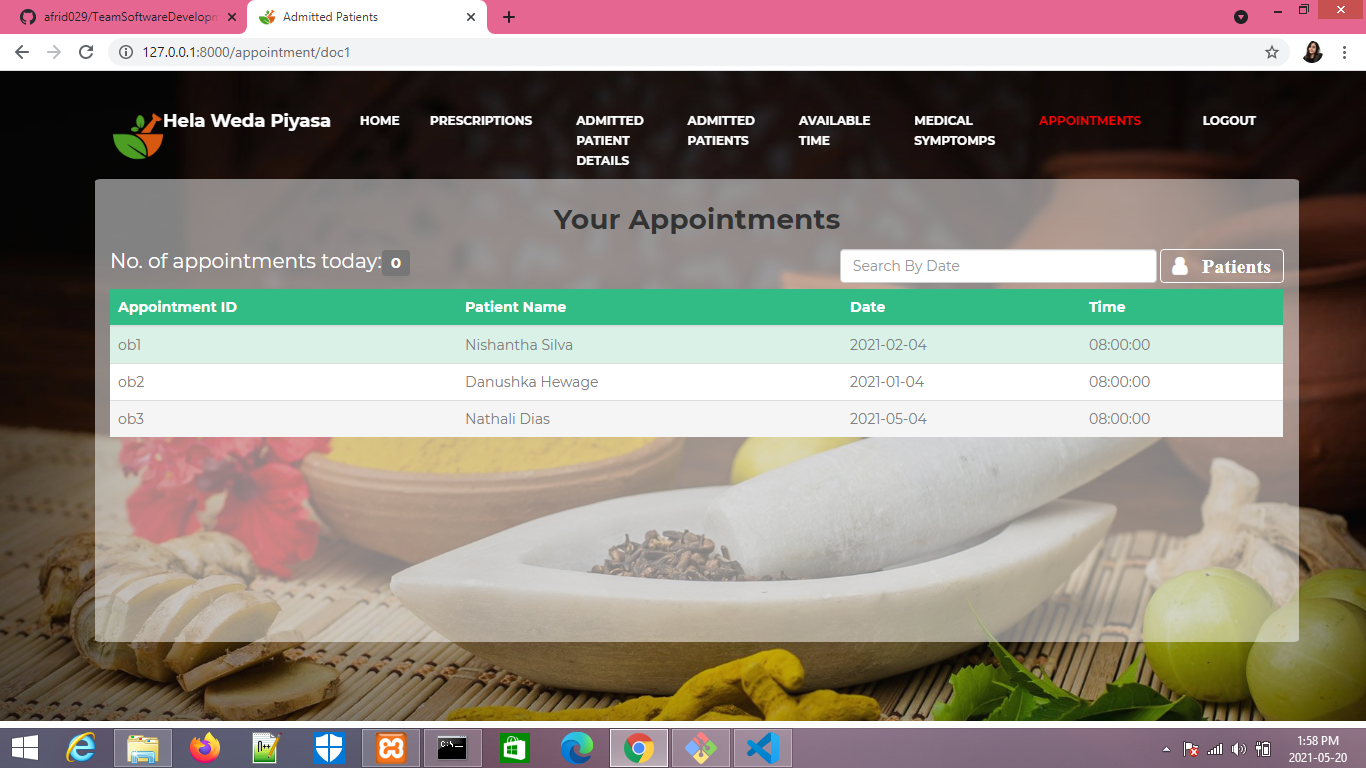 afrid029/TeamSoftwareDevelopm
Admitted Patients
127.0.0.1:8000/appointment/doc1
Hela Weda Piyasa
HOME
PRESCRIPTIONS
ADMITTED
PATIENT
DETAILS
ADMITTED
PATIENTS
AVAILABLE
TIME
MEDICAL
SYMPTOMPS
APPOINTMENTS
LOGOUT
Your Appointments
No. of appointments today: 0
Search By Date
Patients
Appointment ID Patient Name Date Time
ob1 Nishantha Silva 2021-02-04 08:00:00
ob2 Danushka Hewage 2021-01-04 08:00:00
ob3 Nathali Dias 2021-05-04 08:00:00
1:58 PM
2021-05-20